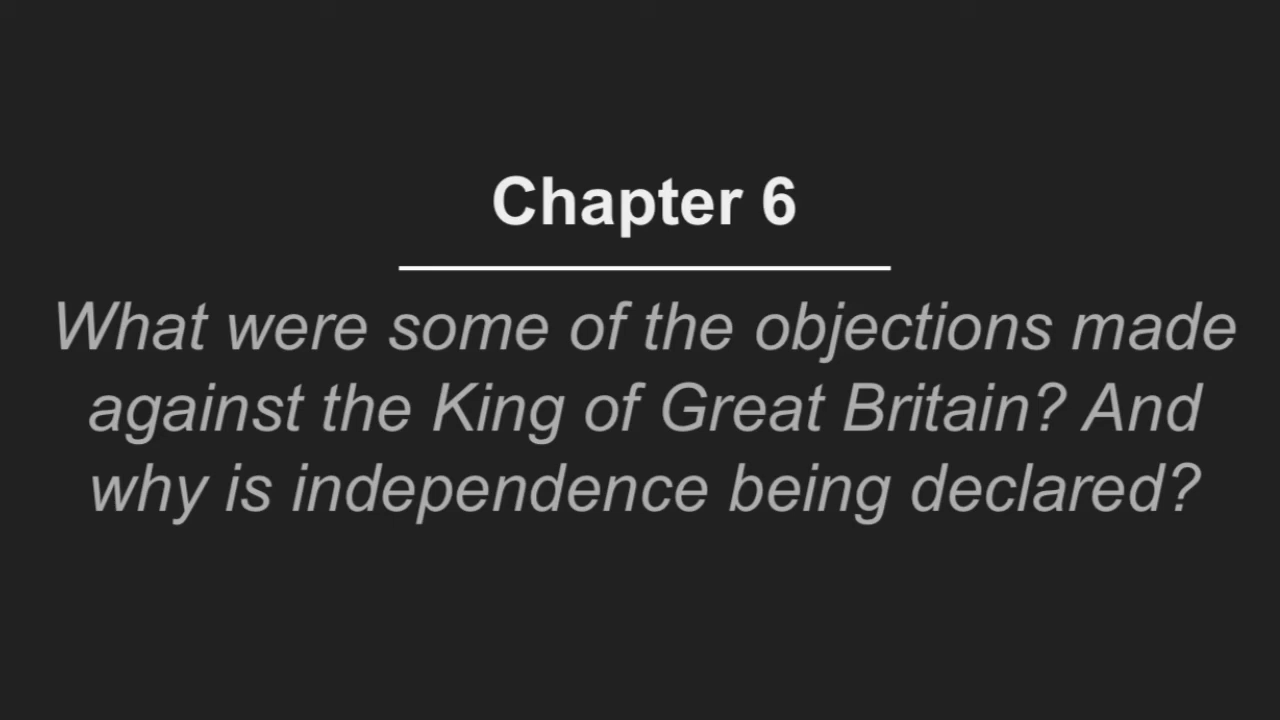 Chapter 6
What were some of the objections made
against the King of Great Britain? And
why is independence being declared?